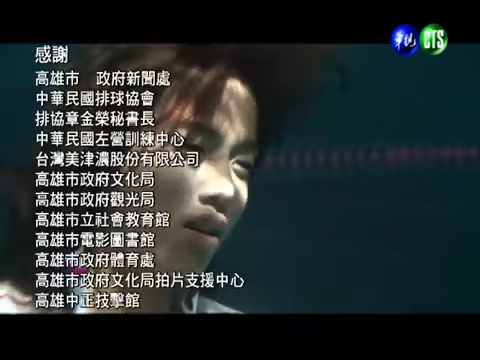 華視 CTS
感謝
高雄市　政府新聞處
中華民國排球協會
排協章金榮秘書長
中華民國左營訓練中心
台灣美津濃股份有限公司
高雄市政府文化局
高雄市政府觀光局
高雄市立社會教育館
高雄市電影圖書館
高雄市政府體育處
高雄市政府文化局拍片支援中心
高雄中正技擊館